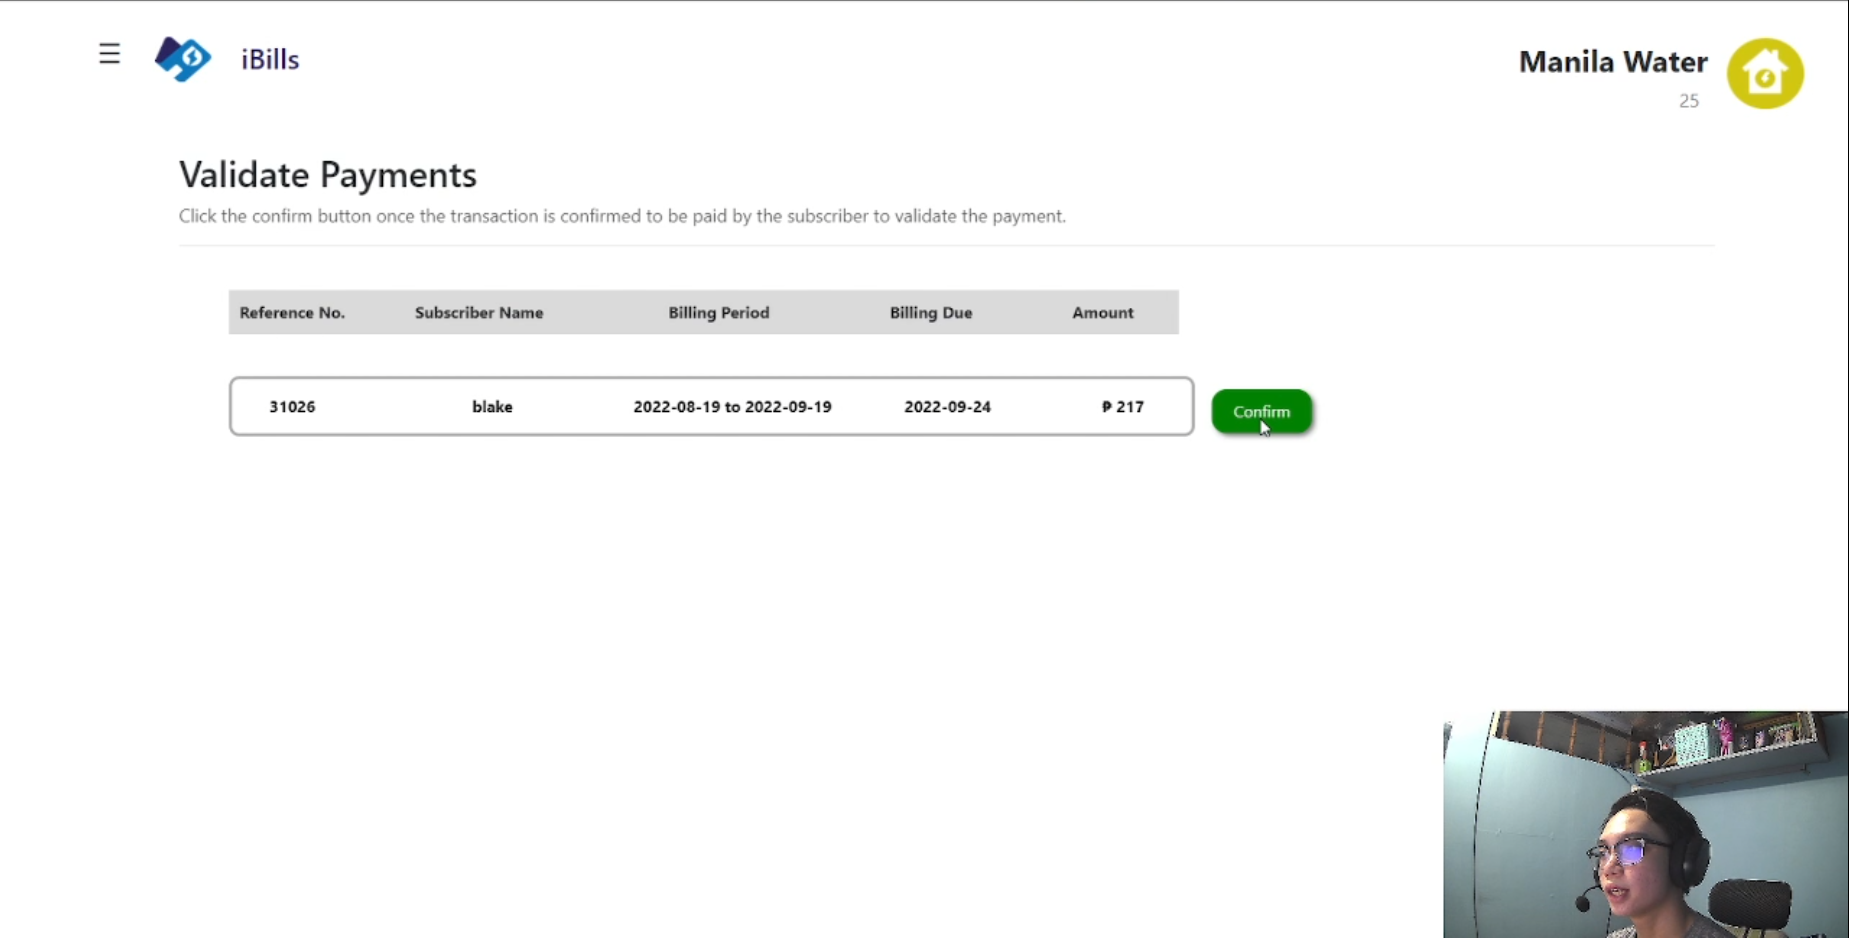 iBills
Manila Water
25
Validate Payments
Click the confirm button once the transaction is confirmed to be paid by the subscriber to validate the payment.
Reference No. Subscriber Name Billing Period Billing Due Amount
31026 blake 2022-08-19 to 2022-09-19 2022-09-24 ₱ 217 Confirm